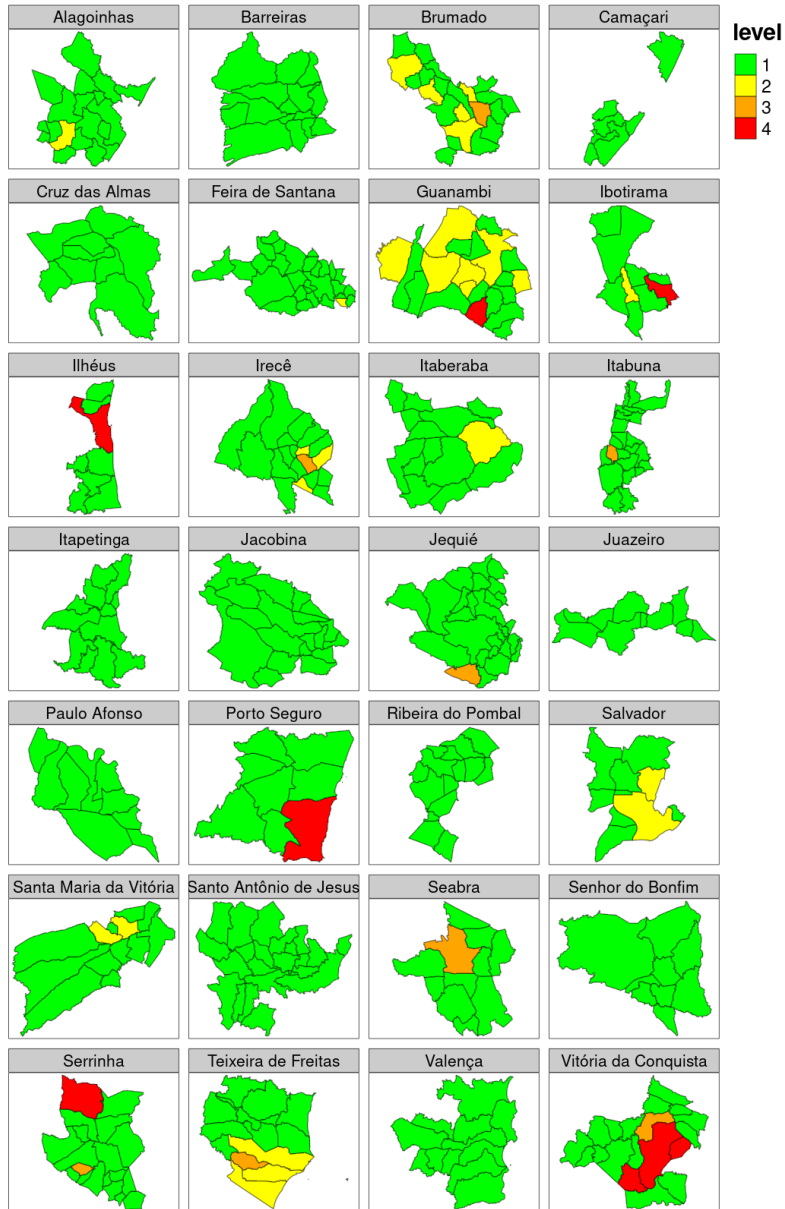 Alagoinhas
Barreiras
Brumado
Camaçari
level
1
2
3
4
Cruz das Almas
Feira de Santana
Guanambi
Ibotirama
Ilhéus
Irecê
Itaberaba
Itabuna
Itapetinga
Jacobina
Jequié
Juazeiro
Paulo Afonso
Porto Seguro
Ribeira do Pombal
Salvador
Santa Maria da Vitória
Santo Antônio de Jesus
Seabra
Senhor do Bonfim
Serrinha
Teixeira de Freitas
Valença
Vitória da Conquista